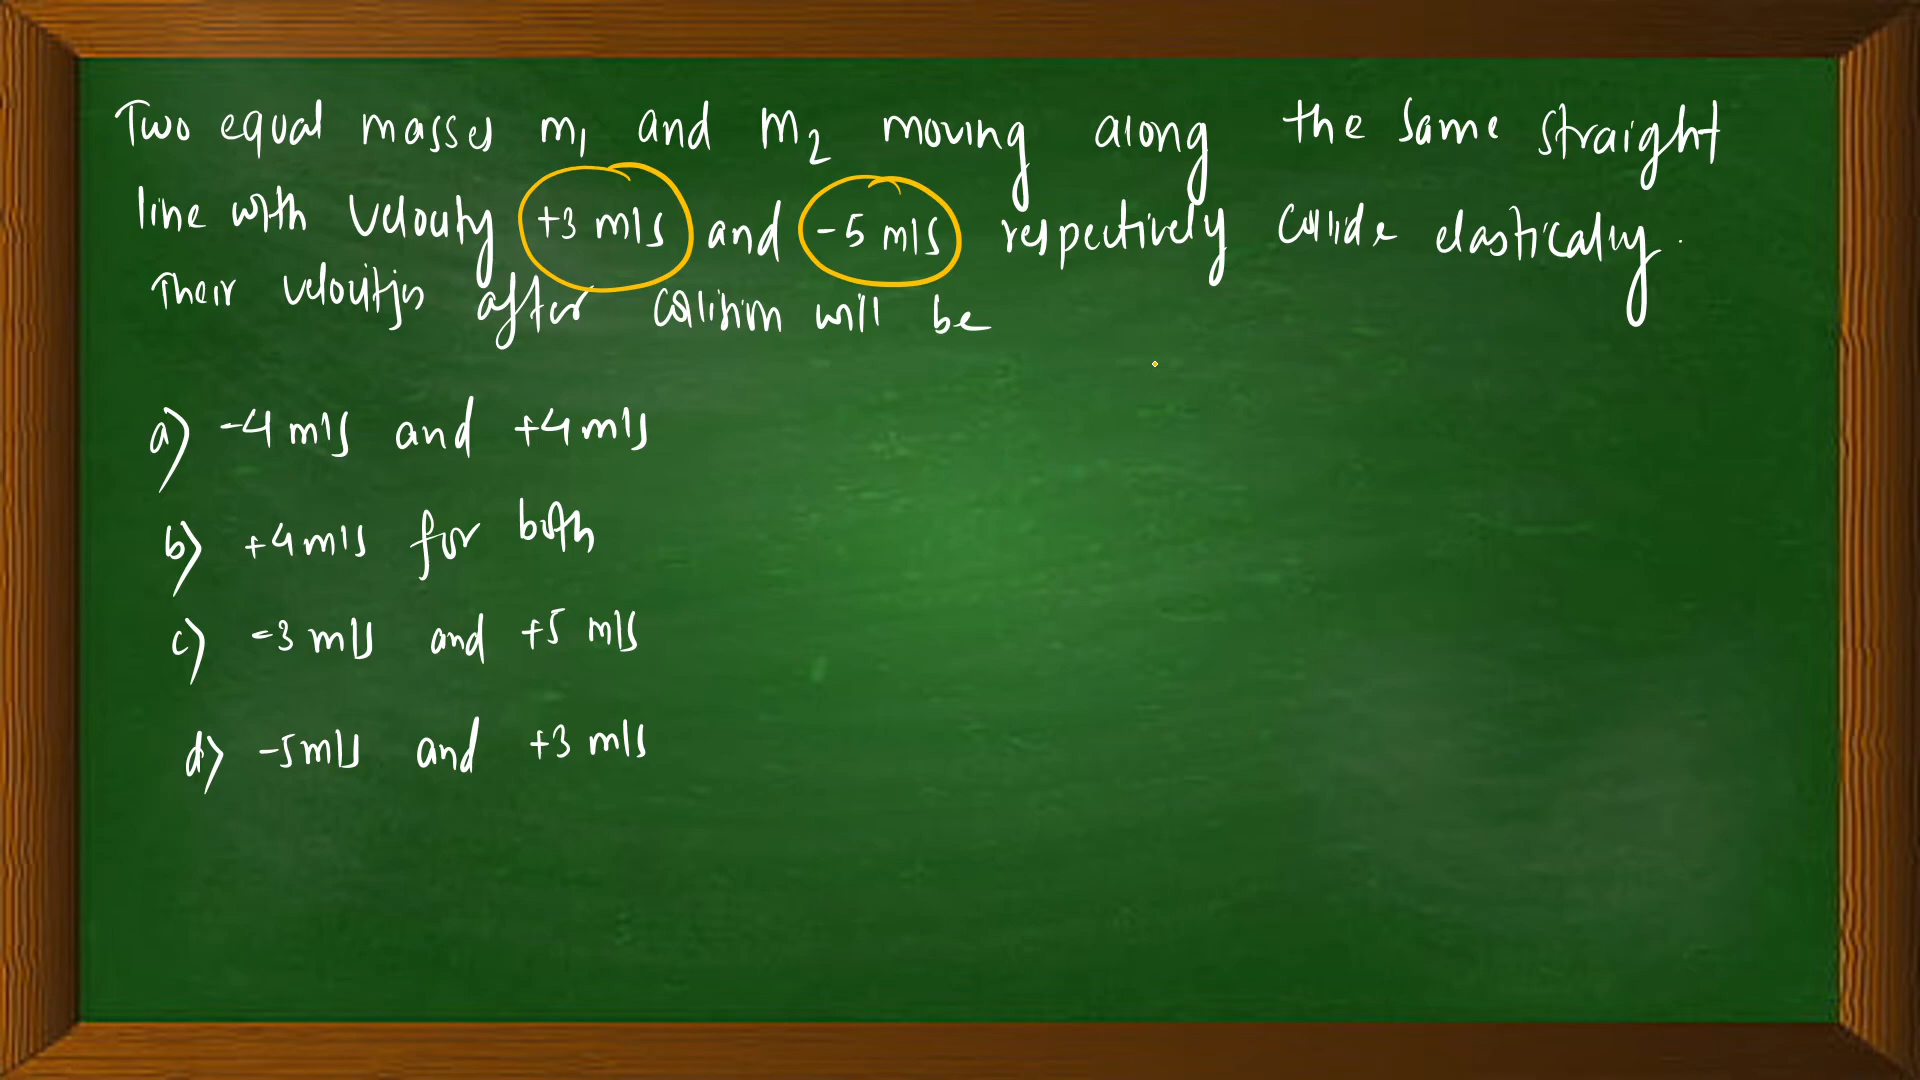 Two equal masses m₁ and m₂ moving along the same straight
line with velocity +3 m/s and -5 m/s respectively collide elastically.
Their velocities after collision will be
a) -4 m/s and +4 m/s
b) +4 m/s for both
c) -3 m/s and +5 m/s
d) -5 m/s and +3 m/s